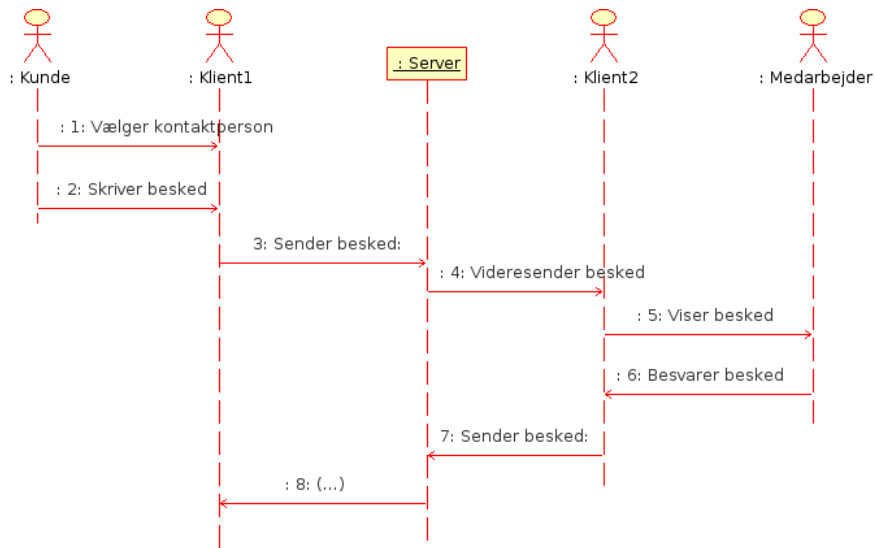 : Server
: Kunde
: Klient1
: Klient2
: Medarbejder
: 1: Vælger kontaktperson
: 2: Skriver besked
3: Sender besked:
: 4: Videresender besked
: 5: Viser besked
: 6: Besvarer besked
7: Sender besked:
: 8: (...)